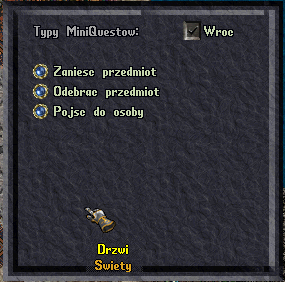 Typy MiniQuestow:
Wroc
Zaniesc przedmiot
Odebrac przedmiot
Pojsc do osoby
Drzwi
Swiety